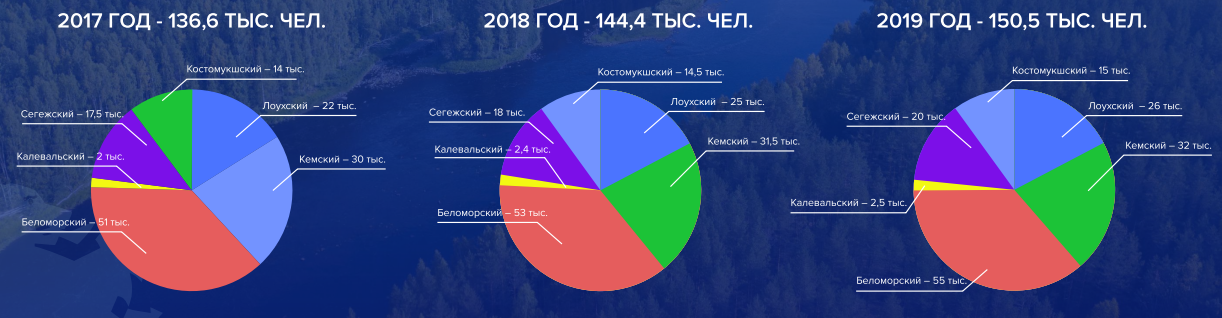 2017 ГОД - 136,6 ТЫС. ЧЕЛ.
Костомукшский – 14 тыс.
Лоухский – 22 тыс.
Сегежский – 17,5 тыс.
Калевальский – 2 тыс.
Кемский – 30 тыс.
Беломорский – 51 тыс.
2018 ГОД - 144,4 ТЫС. ЧЕЛ.
Костомукшский – 14,5 тыс.
Лоухский – 25 тыс.
Сегежский – 18 тыс.
Кемский – 31,5 тыс.
Калевальский – 2,4 тыс.
Беломорский – 53 тыс.
2019 ГОД - 150,5 ТЫС. ЧЕЛ.
Костомукшский – 15 тыс.
Лоухский – 26 тыс.
Сегежский – 20 тыс.
Кемский – 32 тыс.
Калевальский – 2,5 тыс.
Беломорский – 55 тыс.